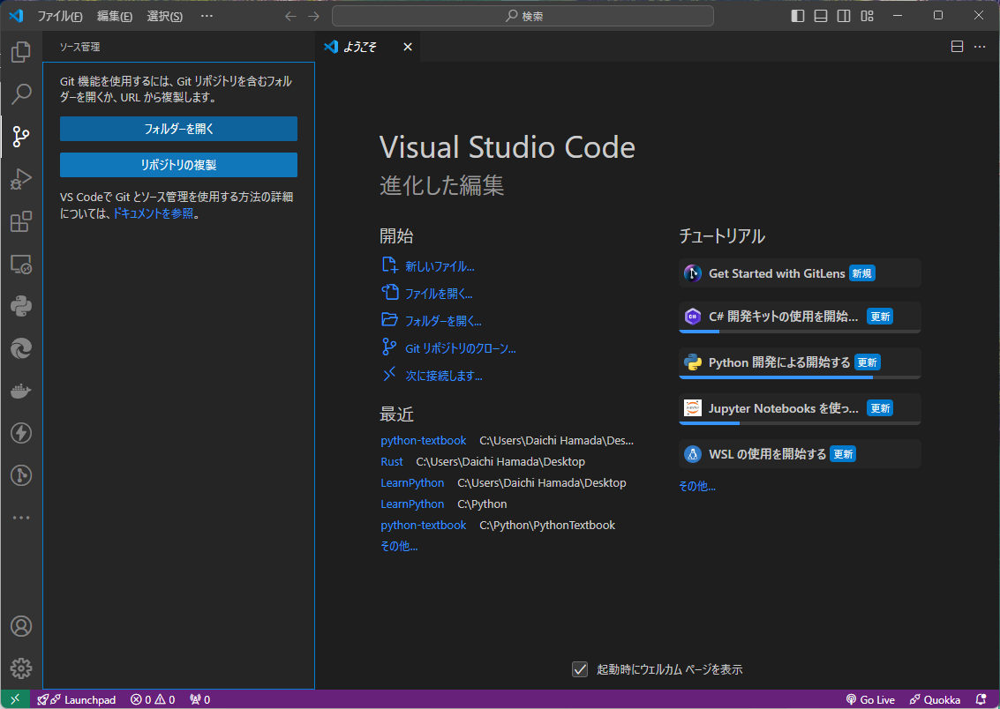 ファイル(F) 編集(E) 選択(S) …
検索
ソース管理
Git 機能を使用するには、Git リポジトリを含むフォル
ダーを開くか、URL から複製します。
フォルダーを開く
リポジトリの複製
VS Codeで Git とソース管理を使用する方法の詳細
については、ドキュメントを参照。
ようこそ
Visual Studio Code
進化した編集
開始
新しいファイル...
ファイルを開く...
フォルダーを開く...
Git リポジトリのクローン...
次に接続します...
最近
python-textbook C:\Users\Daichi Hamada\Des...
Rust C:\Users\Daichi Hamada\Desktop
LearnPython C:\Users\Daichi Hamada\Desktop
LearnPython C:\Python
python-textbook C:\Python\PythonTextbook
その他...
チュートリアル
Get Started with GitLens 新規
C# 開発キットの使用を開始... 更新
Python 開発による開始する 更新
Jupyter Notebooks を使っ... 更新
WSL の使用を開始する 更新
その他...
起動時にウェルカム ページを表示
Launchpad 0 0 0 Go Live Quokka